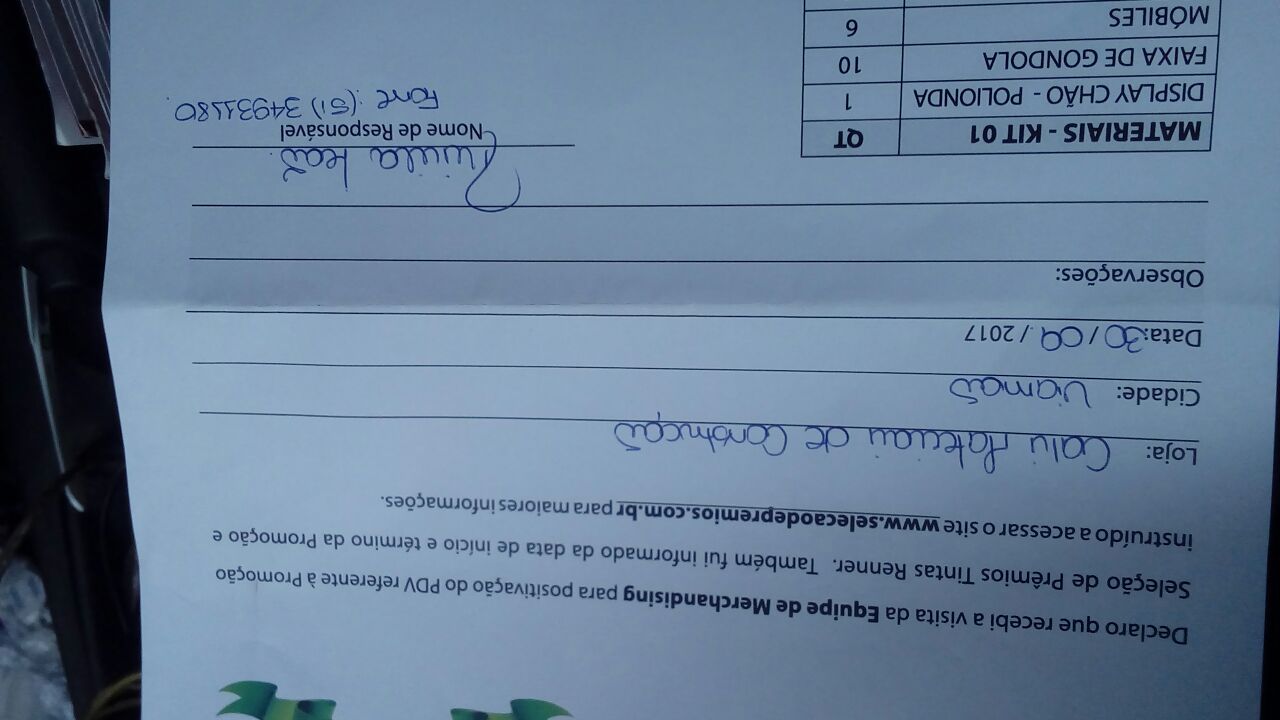 Declaro que recebi a visita da Equipe de Merchandising para positivação do PDV referente à Promoção
Seleção de Prêmios Tintas Renner. Também fui informado da data de início e término da Promoção e
instruído a acessar o site www.selecaodepremios.com.br para maiores informações.
Loja: Cali Materiais de Construção
Cidade: Viamão
Data: 30 / 09 / 2017
Observações:
Leão
Nome de Responsável
Fone: (51) 34931180.
MATERIAIS - KIT 01 QT
DISPLAY CHÃO - POLIONDA 1
FAIXA DE GONDOLA 10
MÓBILES 6